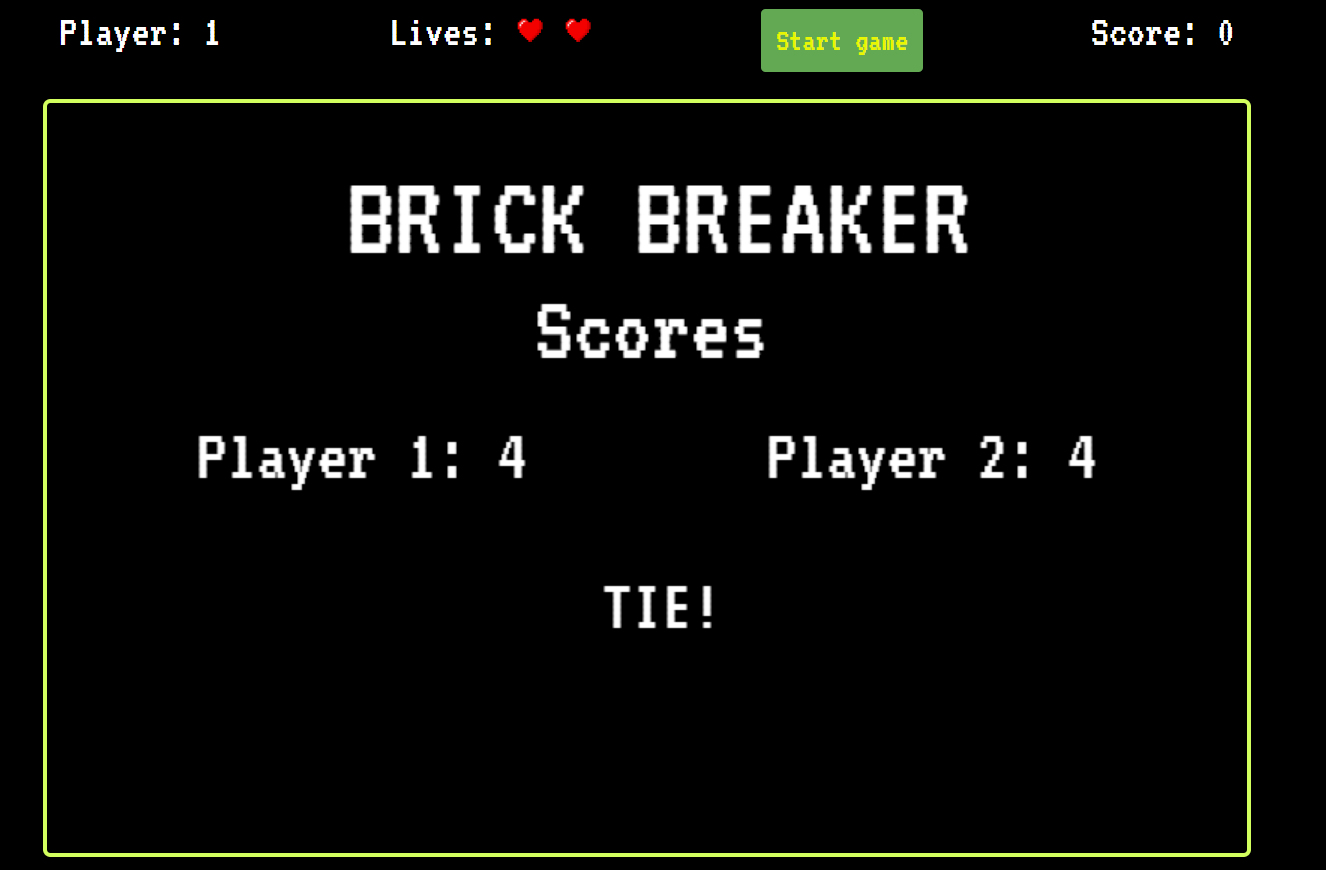 Player: 1 Lives: ❤️ ❤️ Start game Score: 0
BRICK BREAKER
Scores
Player 1: 4 Player 2: 4
TIE!